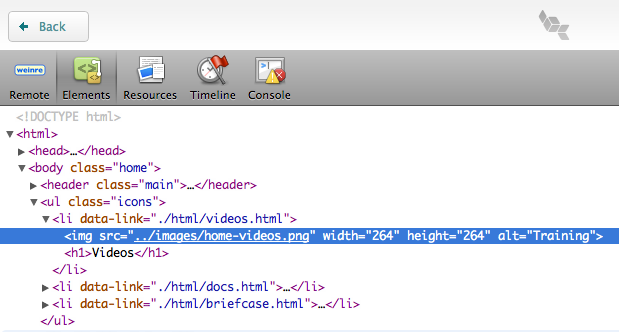 Back
weinre
Remote Elements Resources Timeline Console
<!DOCTYPE html>
▼<html>
▶<head>…</head>
▼<body class="home">
▶<header class="main">…</header>
▼<ul class="icons">
▼<li data-link="./html/videos.html">
<img src="../images/home-videos.png" width="264" height="264" alt="Training">
<h1>Videos</h1>
</li>
▶<li data-link="./html/docs.html">…</li>
▶<li data-link="./html/briefcase.html">…</li>
</ul>